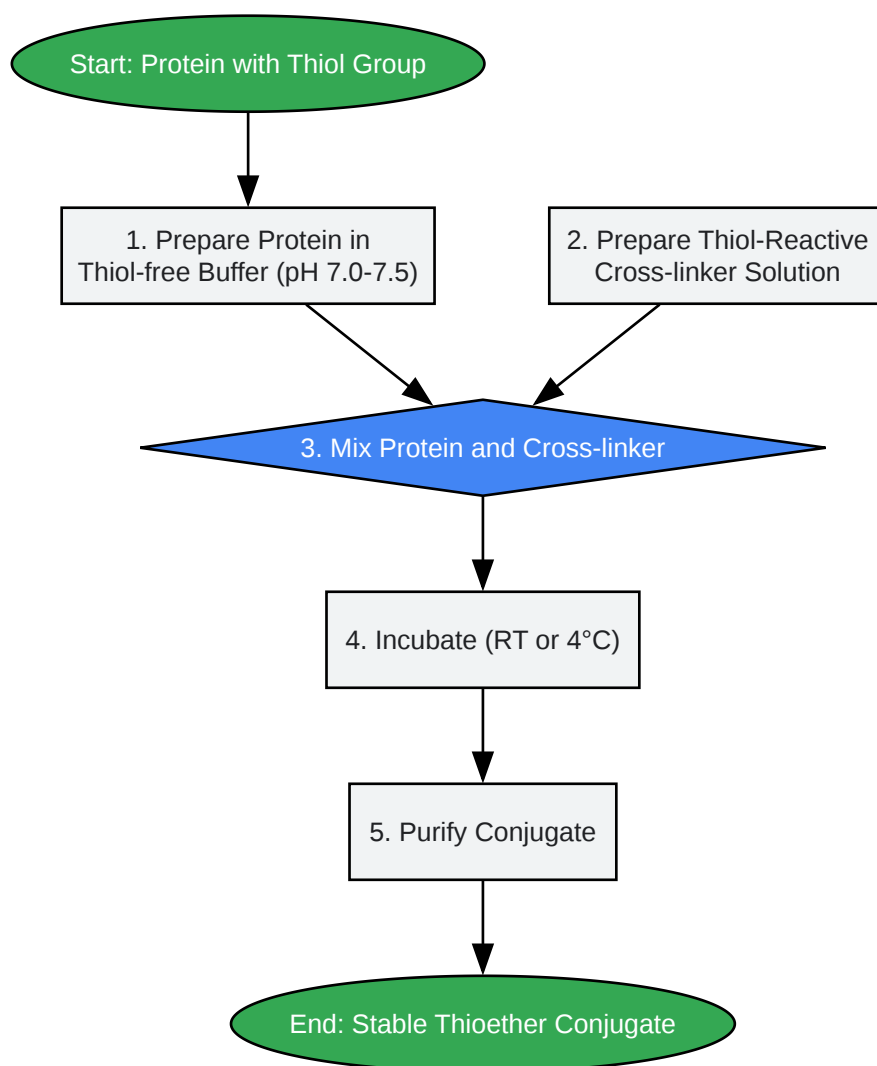 Start: Protein with Thiol Group
1. Prepare Protein in
Thiol-free Buffer (pH 7.0-7.5)
2. Prepare Thiol-Reactive
Cross-linker Solution
3. Mix Protein and Cross-linker
4. Incubate (RT or 4°C)
5. Purify Conjugate
End: Stable Thioether Conjugate